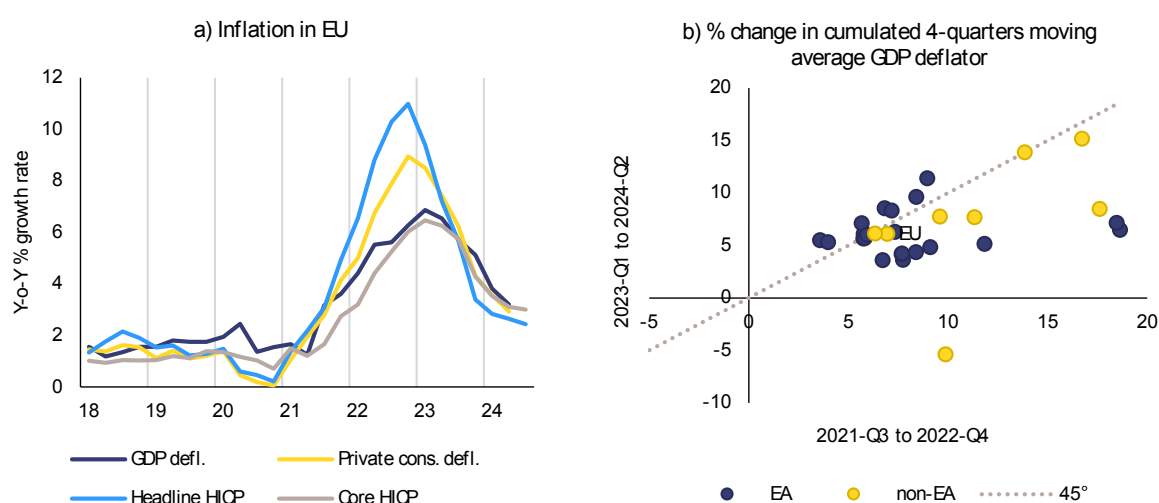 a) Inflation in EU
12
10
8
6
4
2
0
Y-o-Y % growth rate
18 19 20 21 22 23 24
GDP defl.
Private cons. defl.
Headline HICP
Core HICP
b) % change in cumulated 4-quarters moving
average GDP deflator
20
15
10
5
0
-5
-10
2023-Q1 to 2024-Q2
-5 0 5 10 15 20
EU
2021-Q3 to 2022-Q4
EA
non-EA
45°